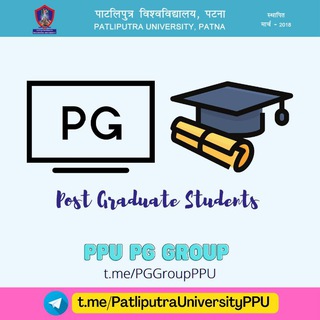 पाटलिपुत्र विश्वविद्यालय, पटना
PATLIPUTRA UNIVERSITY, PATNA
स्थापित
मार्च - 2018
PG
Post Graduate Students
PPU PG GROUP
t.me/PGGroupPPU
t.me/PatliputraUniversityPPU